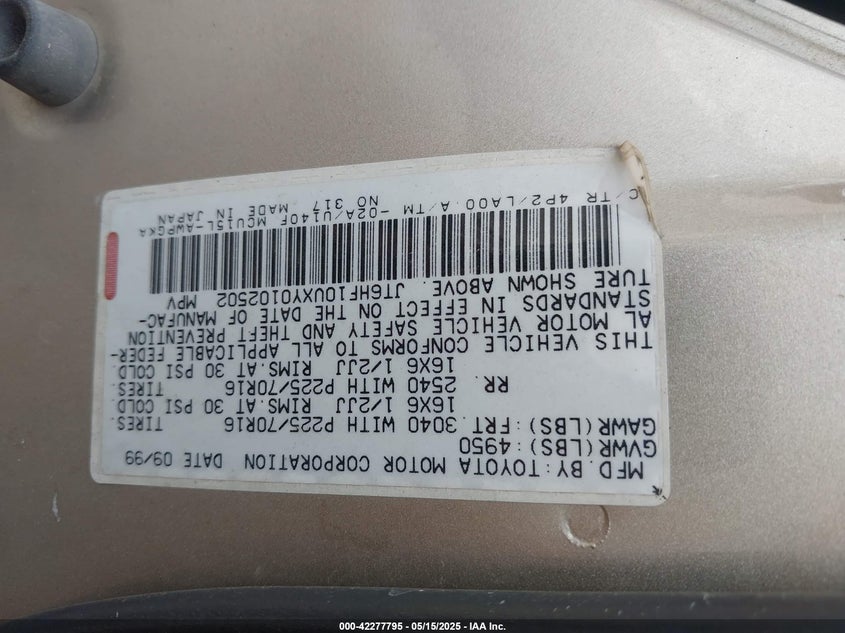 MFD. BY: TOYOTA MOTOR CORPORATION DATE 09/99
GVWR(LBS): 4950
GAWR(LBS): FRT. 3040 WITH P225/70R16 TIRES,
16X6 1/2JJ RIMS, AT 30 PSI COLD.
RR. 2540 WITH P225/70R16 TIRES,
16X6 1/2JJ RIMS, AT 30 PSI COLD.
THIS VEHICLE CONFORMS TO ALL APPLICABLE FEDER-
AL MOTOR VEHICLE SAFETY AND THEFT PREVENTION
STANDARDS IN EFFECT ON THE DATE OF MANUFAC-
TURE SHOWN ABOVE. JT6HF10UXY0102502 MPV
C/TR 4P2/LA00 A/TM -02A/U140F MCU15L-AWPGKA
NO 317 MADE IN JAPAN
000-42277795 - 05/15/2025 - IAA Inc.